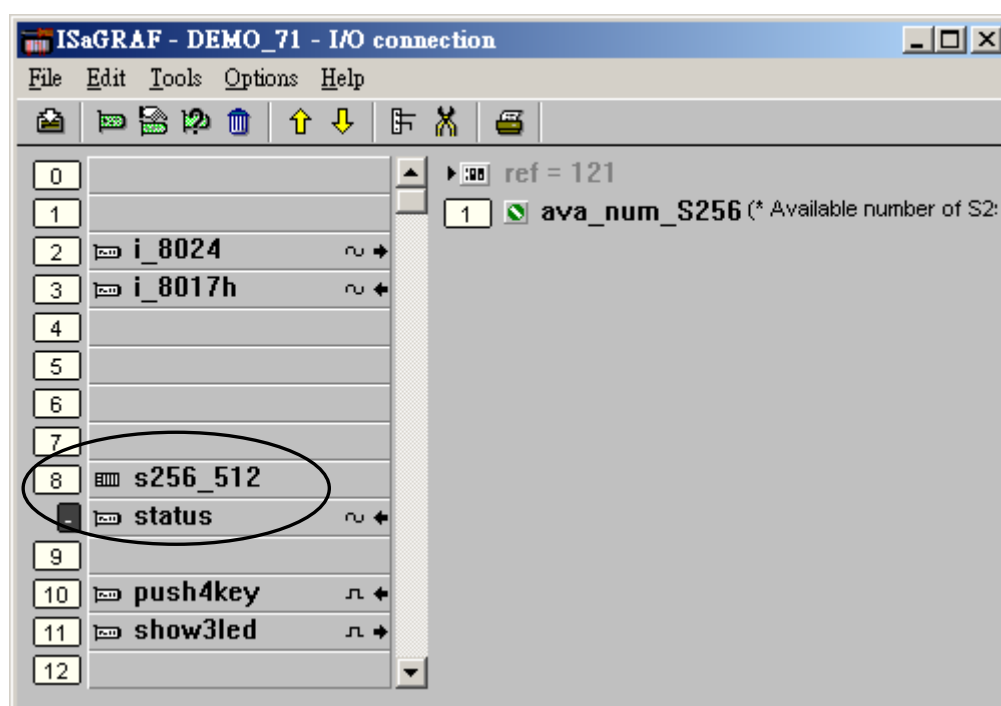 ISaGRAF - DEMO_71 - I/O connection
File Edit Tools Options Help
0
1
2 i_8024
3 i_8017h
4
5
6
7
8 s256_512
- status
9
10 push4key
11 show3led
12
ref = 121
1 ava_num_S256 (* Available number of